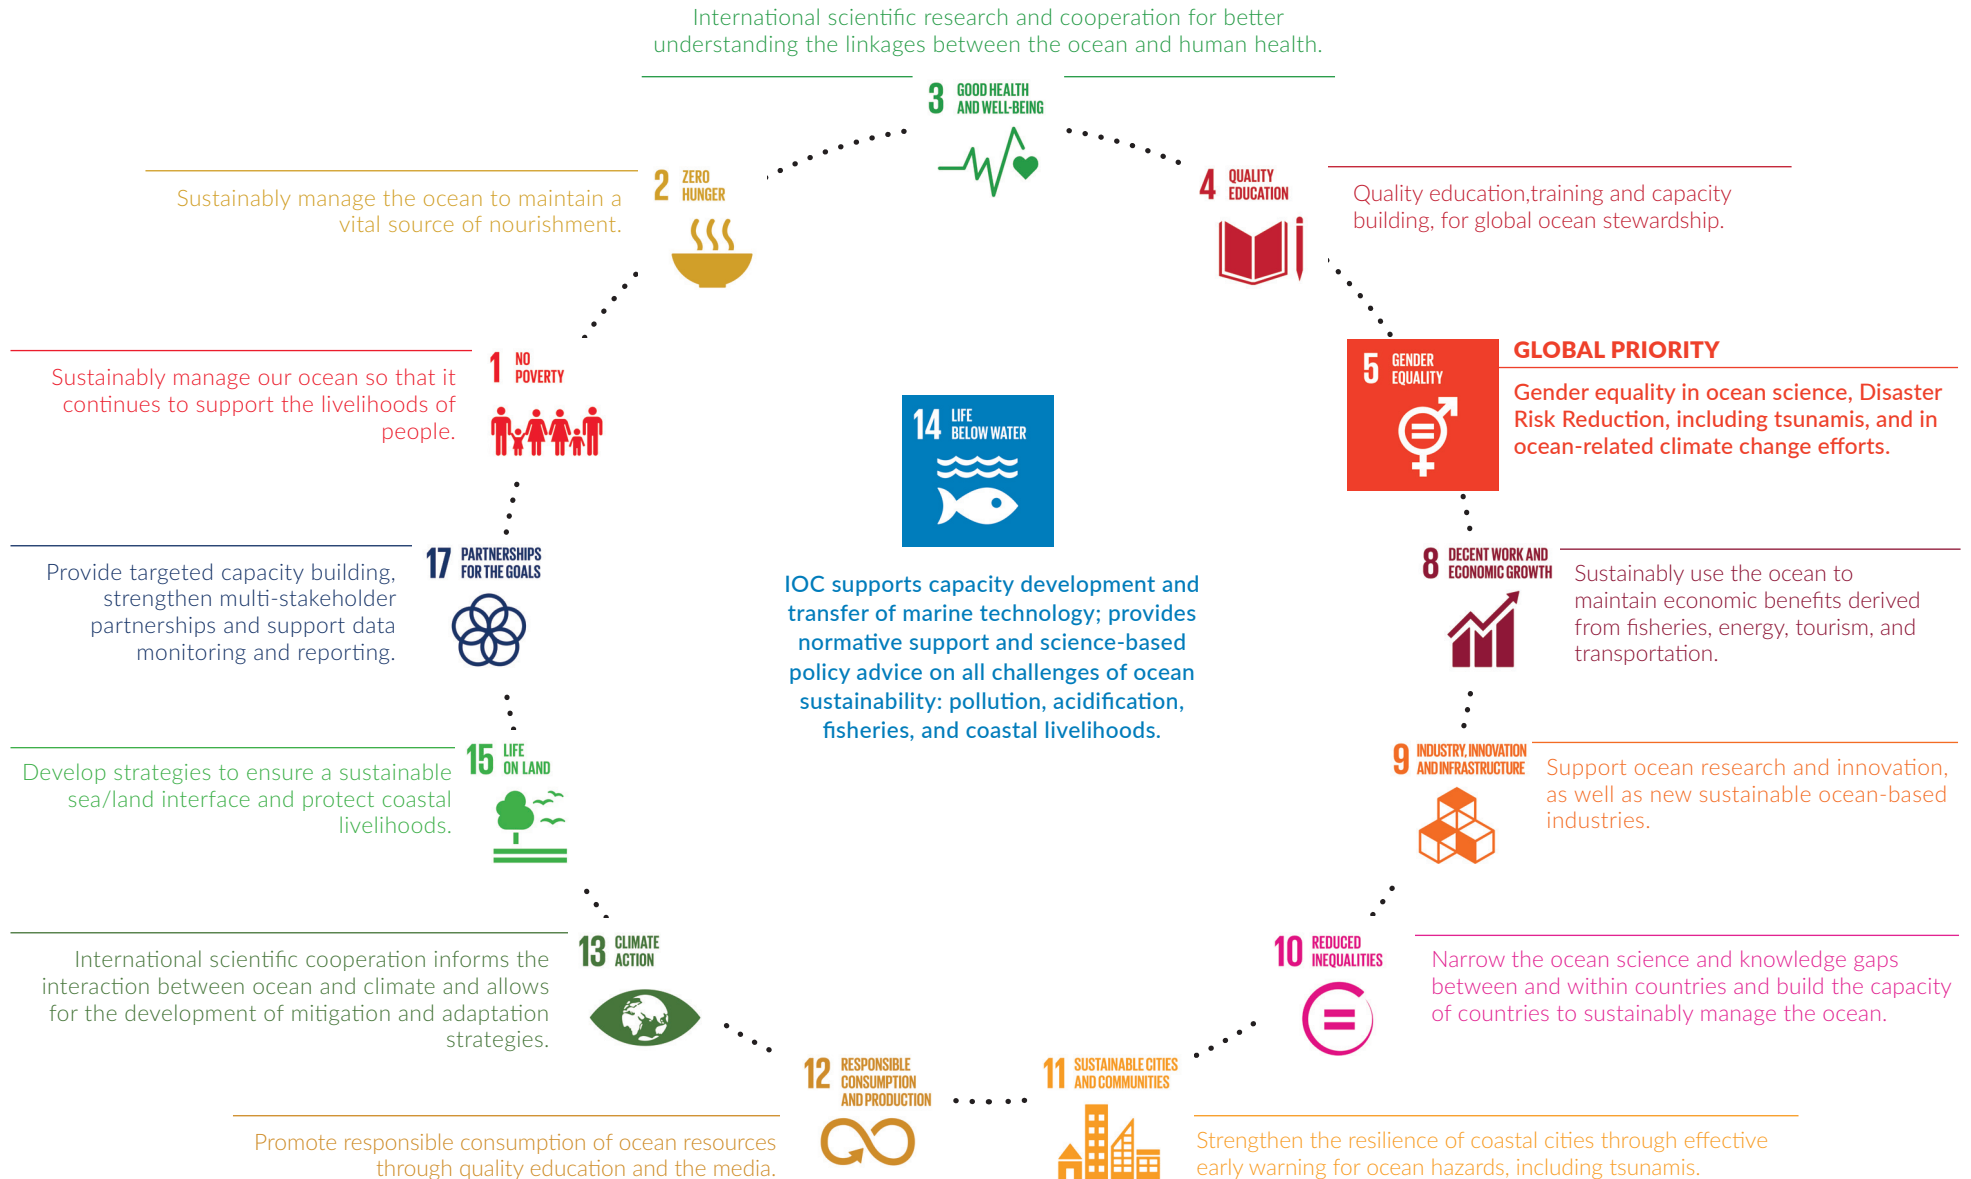 International scientific research and cooperation for better
understanding the linkages between the ocean and human health.
3 GOOD HEALTH
AND WELL-BEING
2 ZERO
HUNGER
Sustainably manage the ocean to maintain a
vital source of nourishment.
4 QUALITY
EDUCATION
Quality education,training and capacity
building, for global ocean stewardship.
1 NO
POVERTY
Sustainably manage our ocean so that it
continues to support the livelihoods of
people.
5 GENDER
EQUALITY
GLOBAL PRIORITY
Gender equality in ocean science, Disaster
Risk Reduction, including tsunamis, and in
ocean-related climate change efforts.
14 LIFE
BELOW WATER
IOC supports capacity development and
transfer of marine technology; provides
normative support and science-based
policy advice on all challenges of ocean
sustainability: pollution, acidification,
fisheries, and coastal livelihoods.
17 PARTNERSHIPS
FOR THE GOALS
Provide targeted capacity building,
strengthen multi-stakeholder
partnerships and support data
monitoring and reporting.
8 DECENT WORK AND
ECONOMIC GROWTH
Sustainably use the ocean to
maintain economic benefits derived
from fisheries, energy, tourism, and
transportation.
15 LIFE
ON LAND
Develop strategies to ensure a sustainable
sea/land interface and protect coastal
livelihoods.
9 INDUSTRY, INNOVATION
AND INFRASTRUCTURE
Support ocean research and innovation,
as well as new sustainable ocean-based
industries.
13 CLIMATE
ACTION
International scientific cooperation informs the
interaction between ocean and climate and allows
for the development of mitigation and adaptation
strategies.
10 REDUCED
INEQUALITIES
Narrow the ocean science and knowledge gaps
between and within countries and build the capacity
of countries to sustainably manage the ocean.
12 RESPONSIBLE
CONSUMPTION
AND PRODUCTION
Promote responsible consumption of ocean resources
through quality education and the media.
11 SUSTAINABLE CITIES
AND COMMUNITIES
Strengthen the resilience of coastal cities through effective
early warning for ocean hazards, including tsunamis.